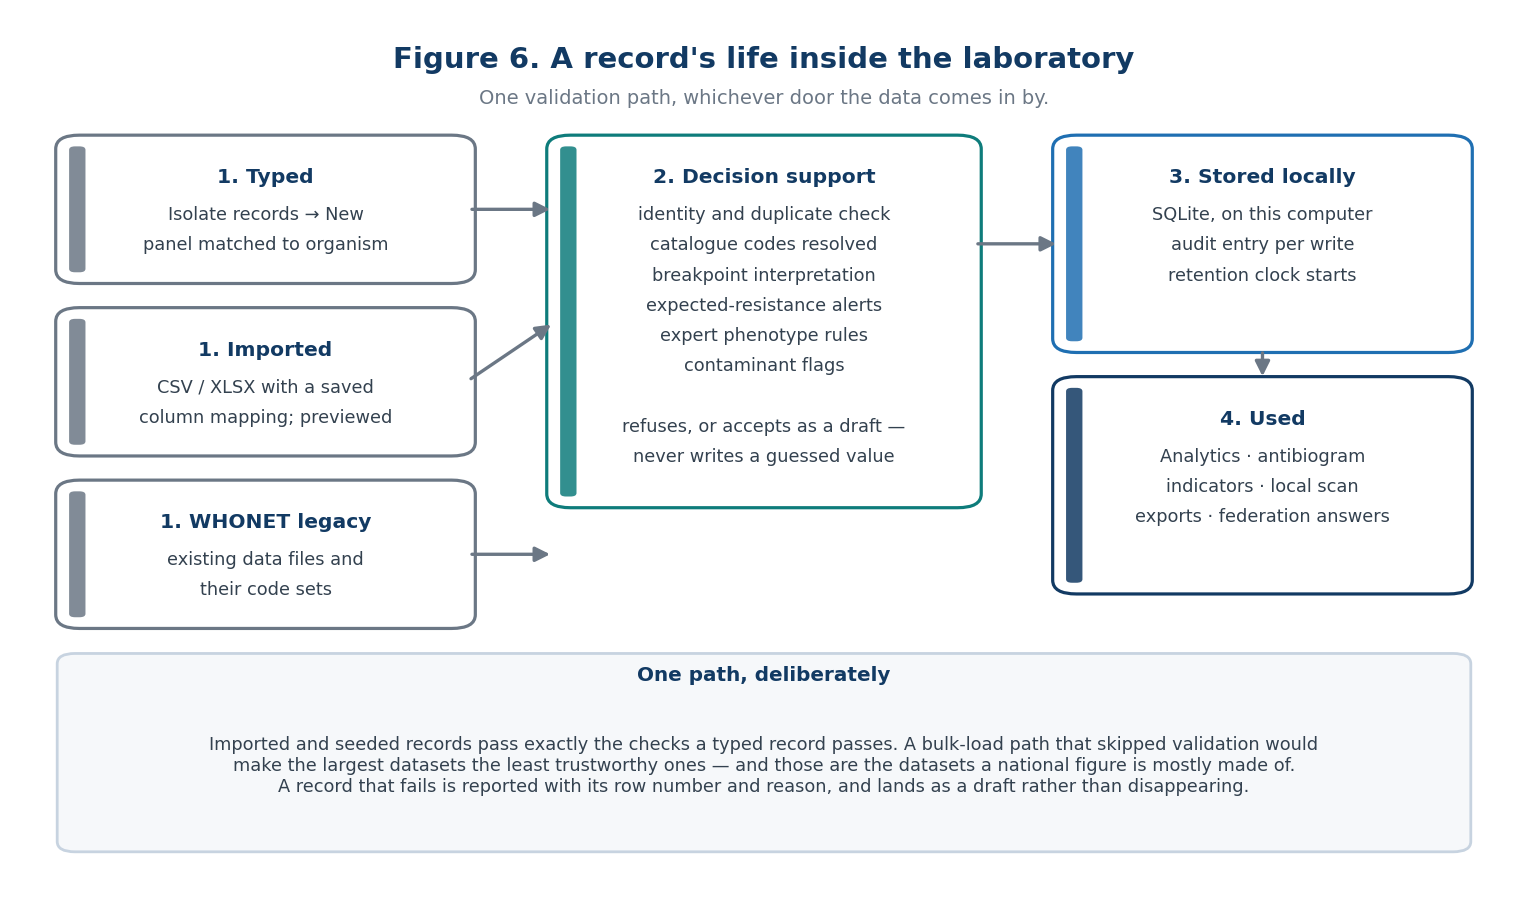 Figure 6. A record's life inside the laboratory
One validation path, whichever door the data comes in by.
1. Typed
Isolate records → New
panel matched to organism
1. Imported
CSV / XLSX with a saved
column mapping; previewed
1. WHONET legacy
existing data files and
their code sets
2. Decision support
identity and duplicate check
catalogue codes resolved
breakpoint interpretation
expected-resistance alerts
expert phenotype rules
contaminant flags
refuses, or accepts as a draft —
never writes a guessed value
3. Stored locally
SQLite, on this computer
audit entry per write
retention clock starts
4. Used
Analytics · antibiogram
indicators · local scan
exports · federation answers
One path, deliberately
Imported and seeded records pass exactly the checks a typed record passes. A bulk-load path that skipped validation would
make the largest datasets the least trustworthy ones — and those are the datasets a national figure is mostly made of.
A record that fails is reported with its row number and reason, and lands as a draft rather than disappearing.